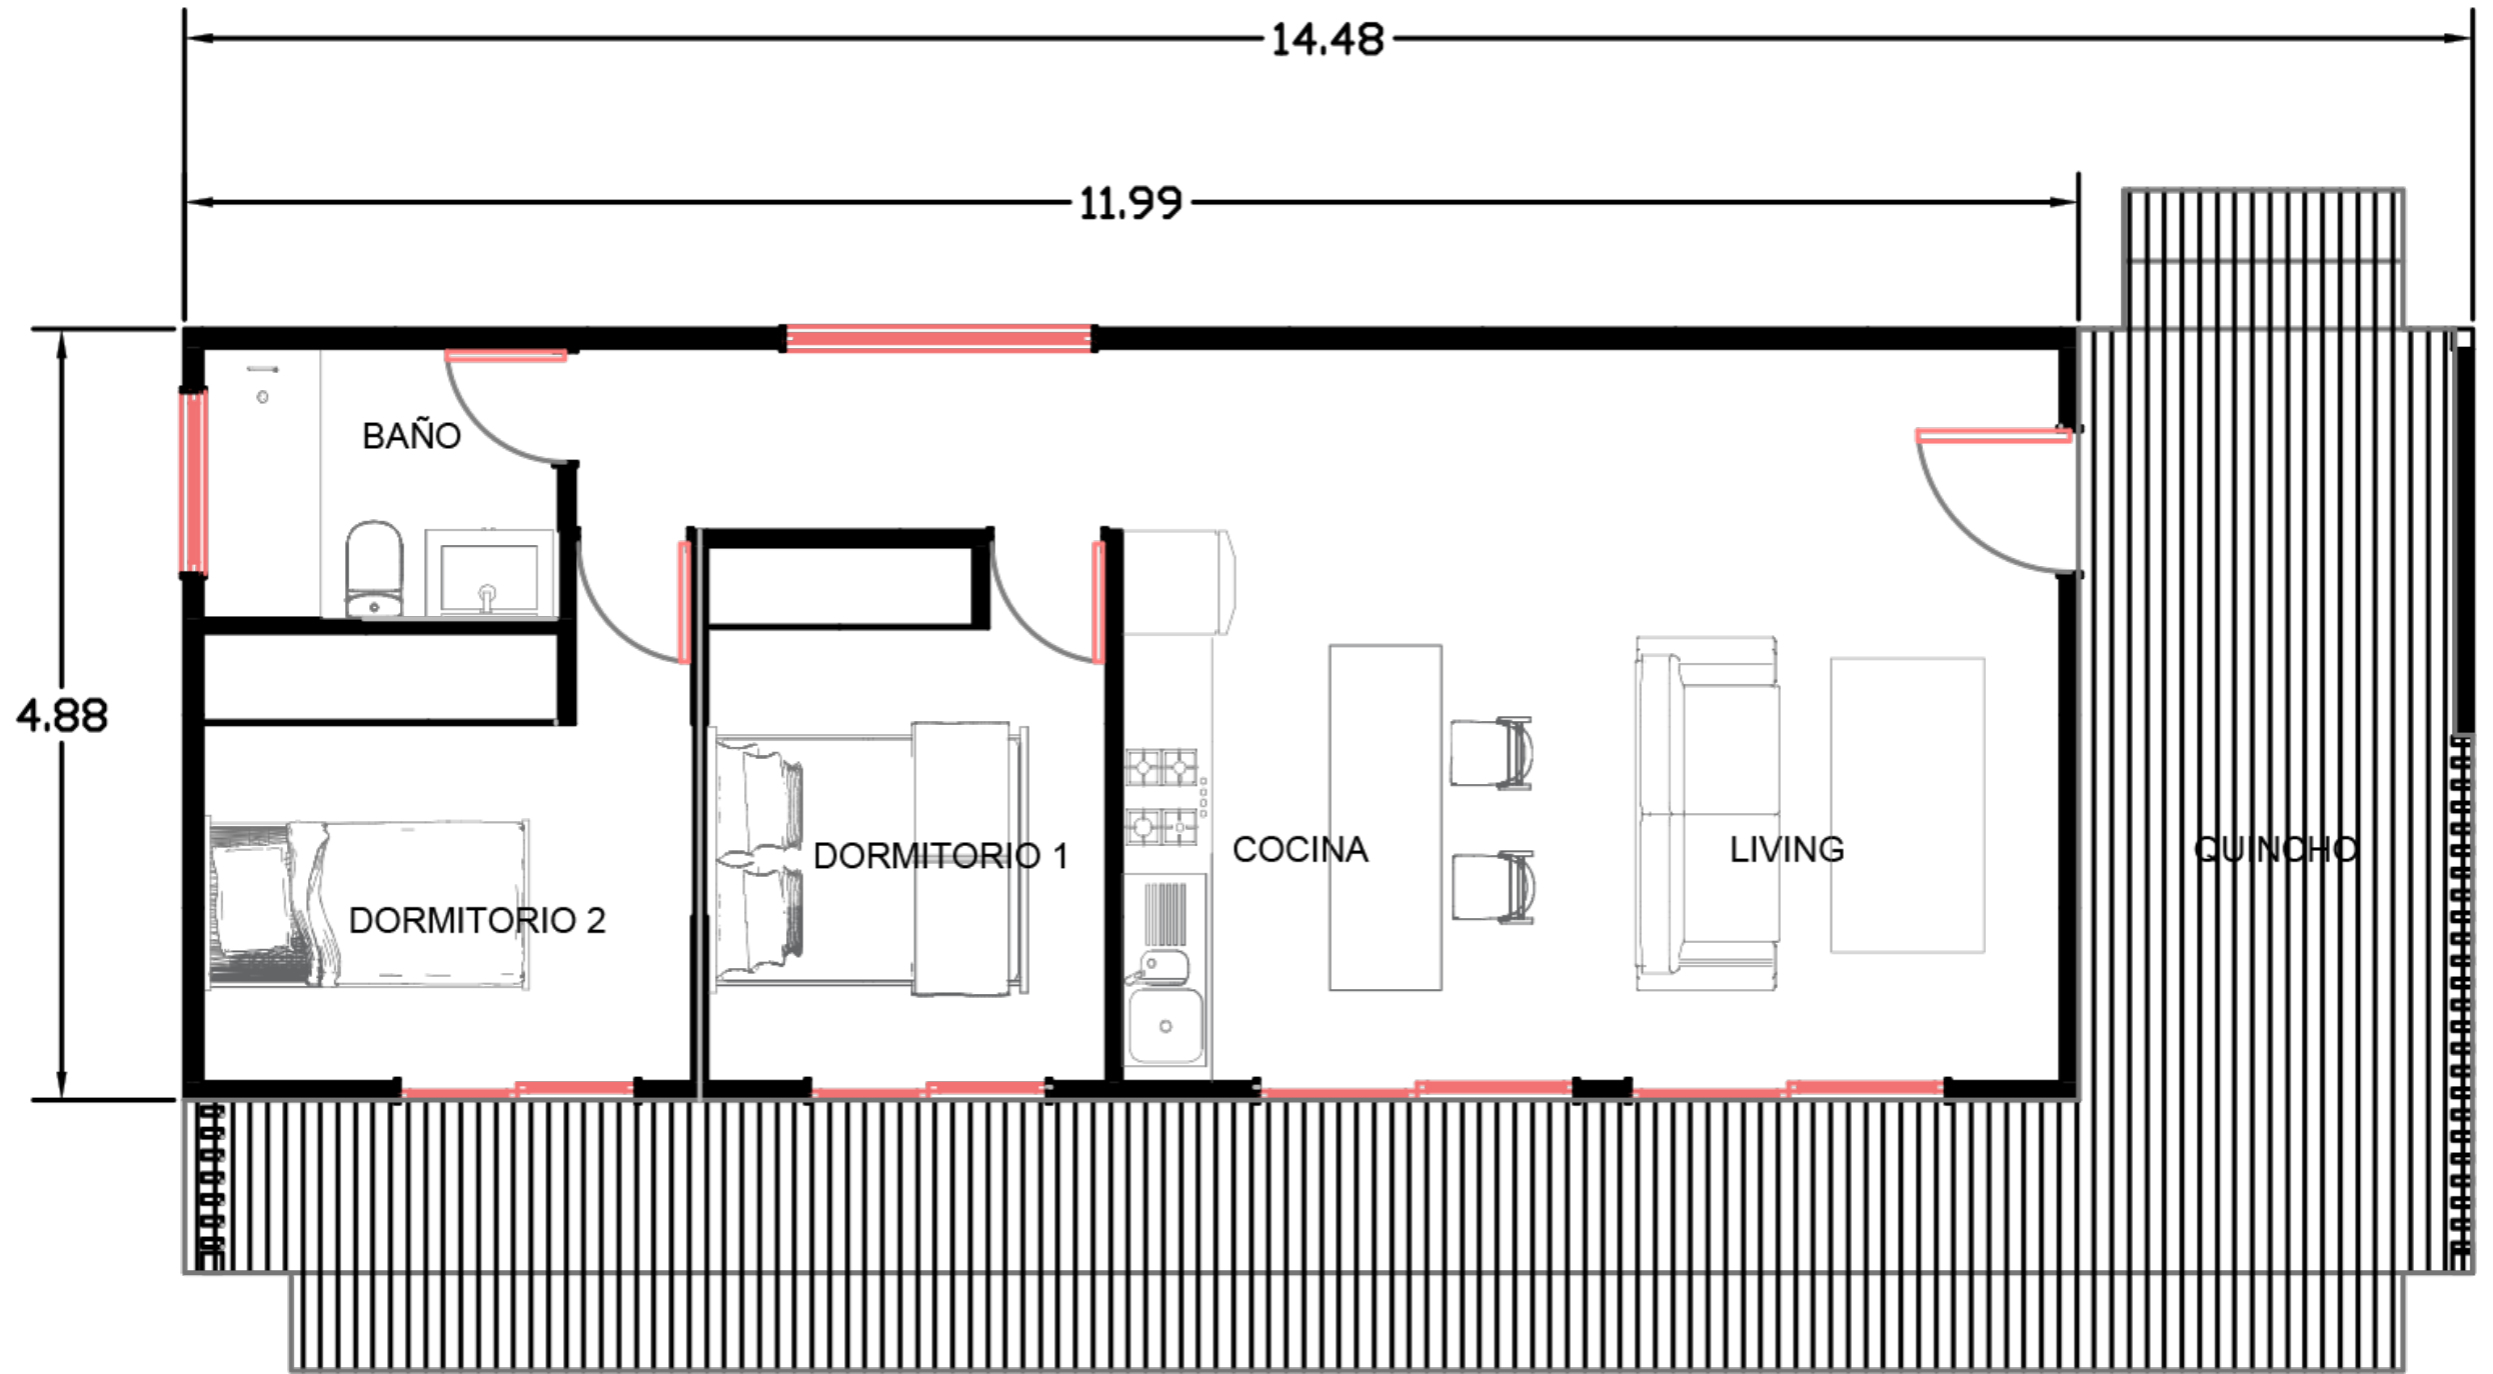 14.48
11.99
BAÑO
4.88
COCINA
LIVING
QUINCHO
DORMITORIO 1
DORMITORIO 2